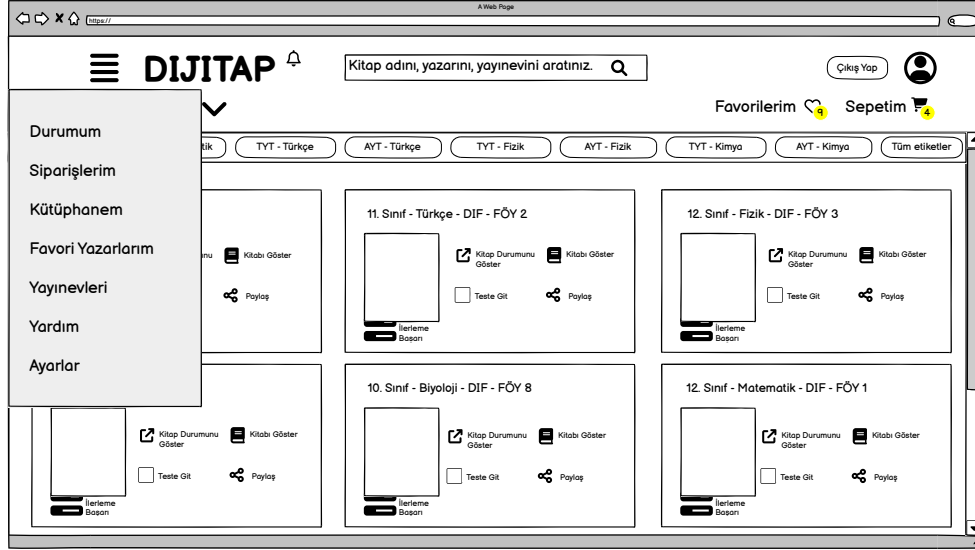 A Web Page
https://
DIJITAP
Kitap adını, yazarını, yayınevini aratınız.
Çıkış Yap
Favorilerim 9
Sepetim 4
Durumum
Siparişlerim
Kütüphanem
Favori Yazarlarım
Yayınevleri
Yardım
Ayarlar
tik
TYT - Türkçe
AYT - Türkçe
TYT - Fizik
AYT - Fizik
TYT - Kimya
AYT - Kimya
Tüm etiketler
nu
Kitabı Göster
Paylaş
11. Sınıf - Türkçe - DIF - FÖY 2
Kitap Durumunu
Göster
Kitabı Göster
Teste Git
Paylaş
İlerleme
Başarı
12. Sınıf - Fizik - DIF - FÖY 3
Kitap Durumunu
Göster
Kitabı Göster
Teste Git
Paylaş
İlerleme
Başarı
Kitap Durumunu
Göster
Kitabı Göster
Teste Git
Paylaş
İlerleme
Başarı
10. Sınıf - Biyoloji - DIF - FÖY 8
Kitap Durumunu
Göster
Kitabı Göster
Teste Git
Paylaş
İlerleme
Başarı
12. Sınıf - Matematik - DIF - FÖY 1
Kitap Durumunu
Göster
Kitabı Göster
Teste Git
Paylaş
İlerleme
Başarı